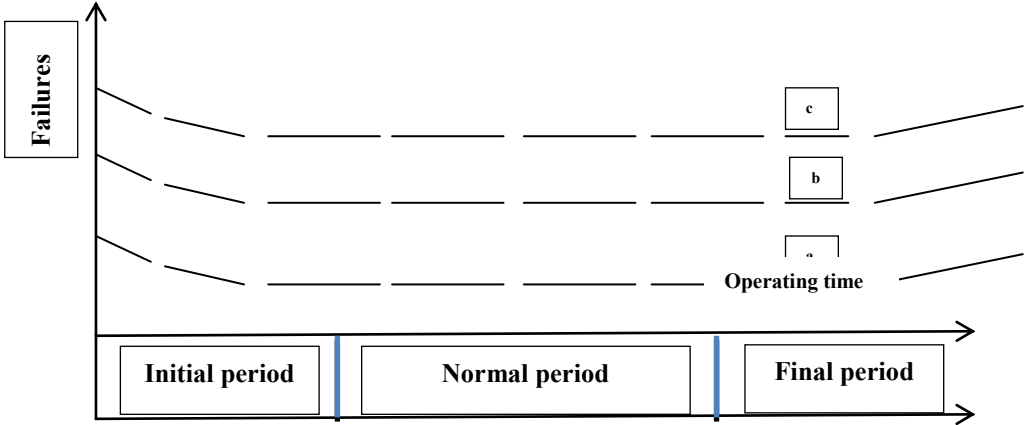 Failures
c
b
a
Operating time
Initial period
Normal period
Final period